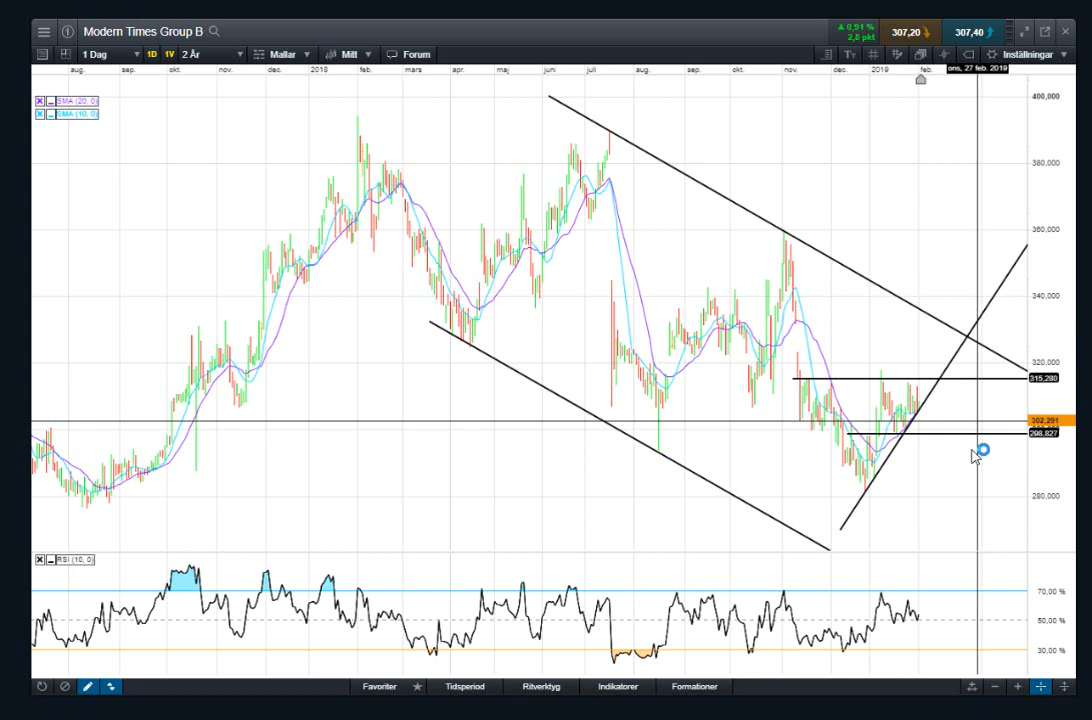 1 Modern Times Group B
0,91 %
2,8 pkt
307,20
307,40
1 Dag 1D 1V 2 År Mallar Mitt Forum Inställningar
aug. sep. okt. nov. dec. 2018 feb. mars apr. maj juni juli aug. sep. okt. nov. dec. 2019 feb. ons, 27 feb. 2019
SMA (20, 0)
SMA (10, 0)
400,000
380,000
360,000
340,000
320,000
315,280
302,291
298,827
280,000
RSI (10, 0)
70,00 %
50,00 %
30,00 %
Favoriter Tidsperiod Ritverktyg Indikatorer Formationer